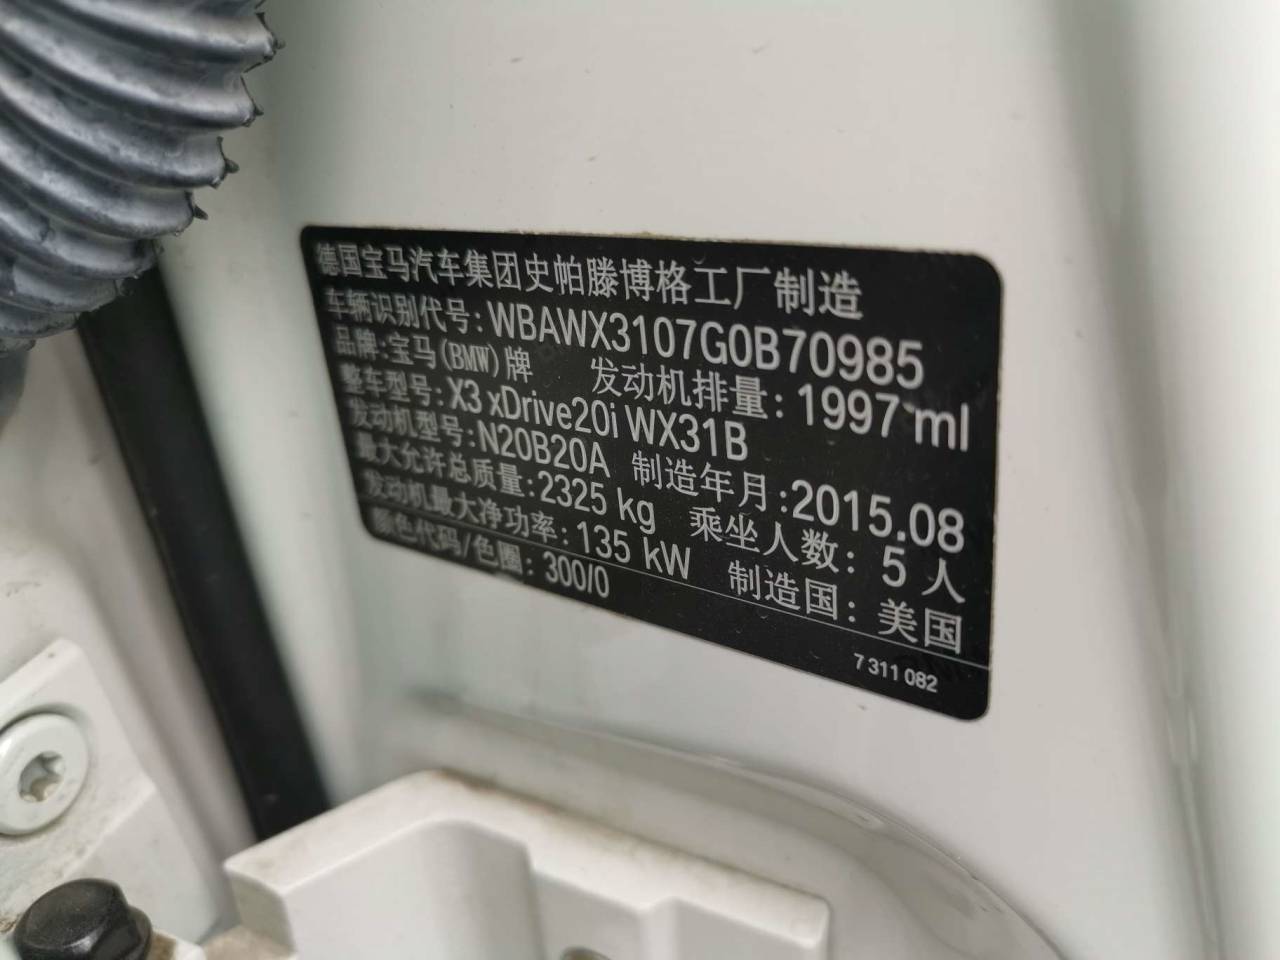 德国宝马汽车集团史帕滕博格工厂制造
车辆识别代号: WBAWX3107G0B70985
品牌: 宝马(BMW)牌 发动机排量: 1997 ml
整车型号: X3 xDrive20i WX31B
发动机型号: N20B20A 制造年月: 2015.08
最大允许总质量: 2325 kg 乘坐人数: 5 人
发动机最大净功率: 135 kW 制造国: 美国
颜色代码/色圈: 300/0
7 311 082